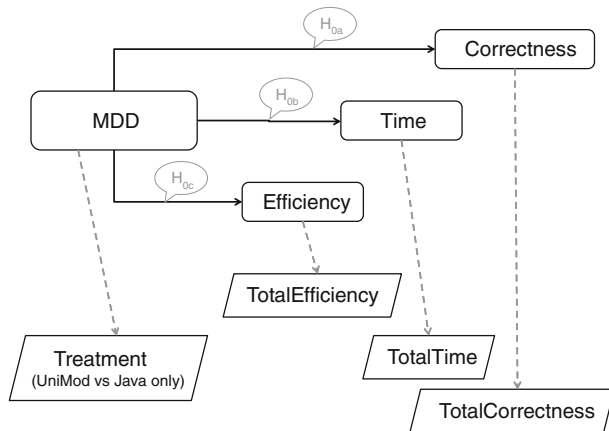 H0a
Correctness
H0b
MDD
Time
H0c
Efficiency
TotalEfficiency
Treatment
(UniMod vs Java only)
TotalTime
TotalCorrectness